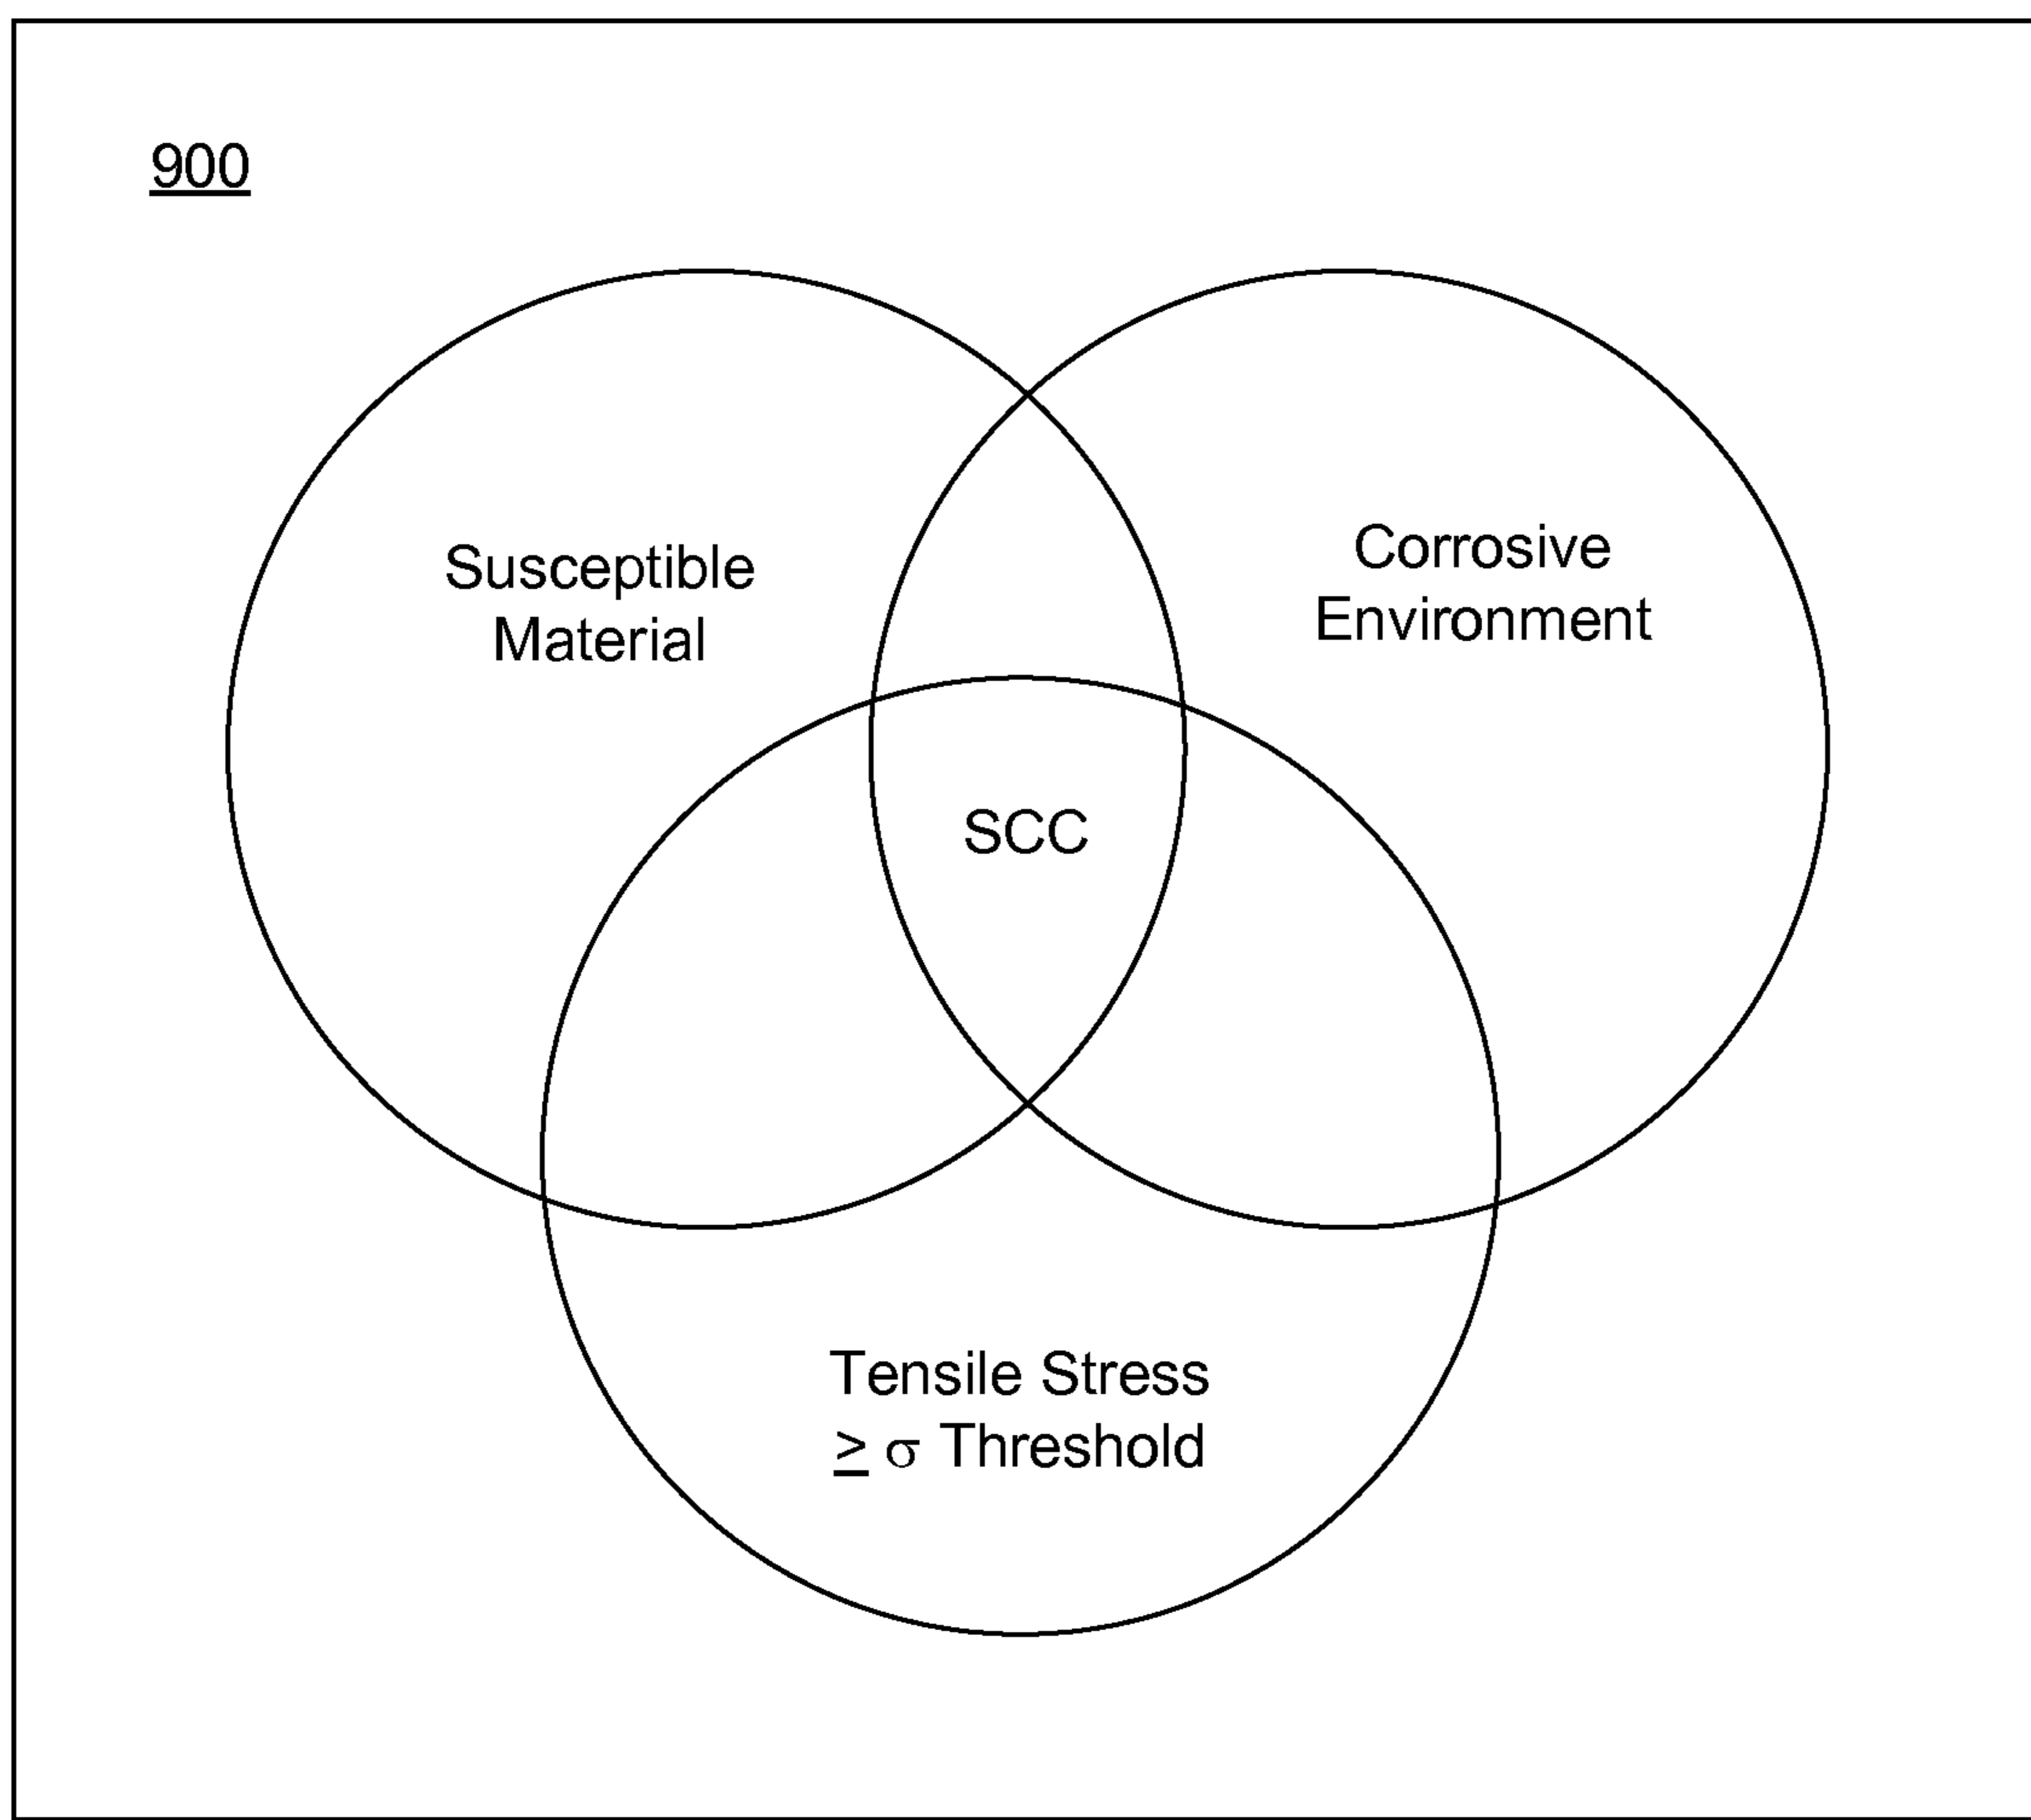 900
Susceptible
Material
Corrosive
Environment
SCC
Tensile Stress
≥ σ Threshold